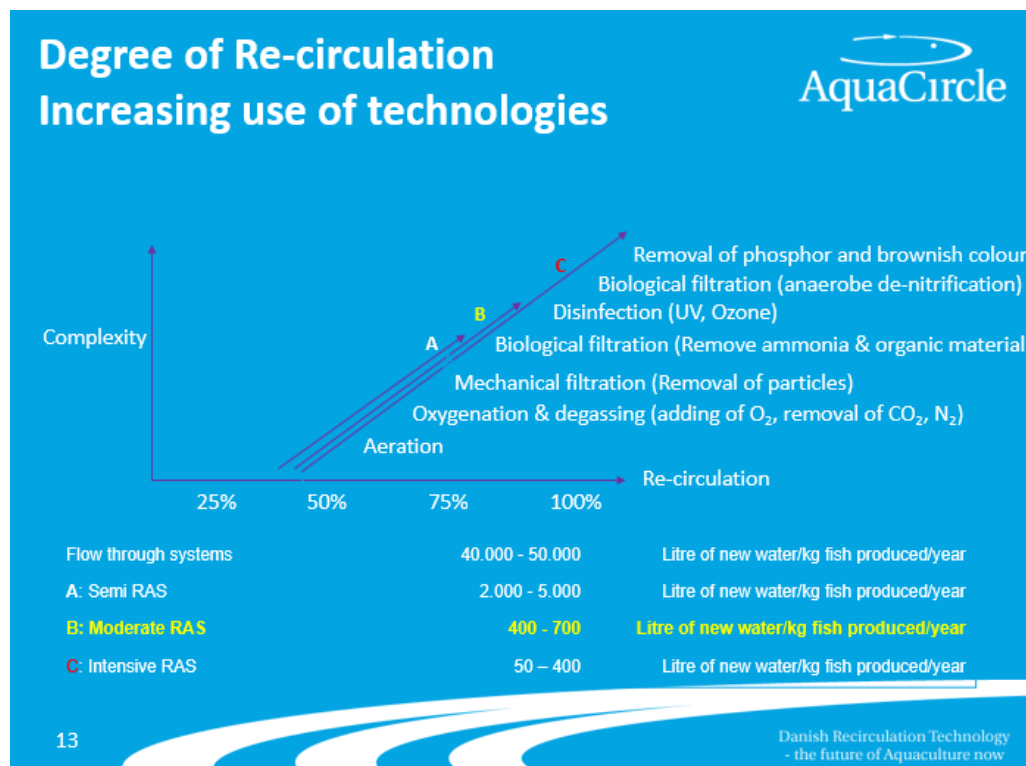 Degree of Re-circulation
Increasing use of technologies
AquaCircle
Complexity
C
B
A
Removal of phosphor and brownish colour
Biological filtration (anaerobe de-nitrification)
Disinfection (UV, Ozone)
Biological filtration (Remove ammonia & organic material
Mechanical filtration (Removal of particles)
Oxygenation & degassing (adding of O₂, removal of CO₂, N₂)
Aeration
Re-circulation
25% 50% 75% 100%
Flow through systems 40.000 - 50.000 Litre of new water/kg fish produced/year
A: Semi RAS 2.000 - 5.000 Litre of new water/kg fish produced/year
B: Moderate RAS 400 - 700 Litre of new water/kg fish produced/year
C: Intensive RAS 50 – 400 Litre of new water/kg fish produced/year
13
Danish Recirculation Technology
- the future of Aquaculture now